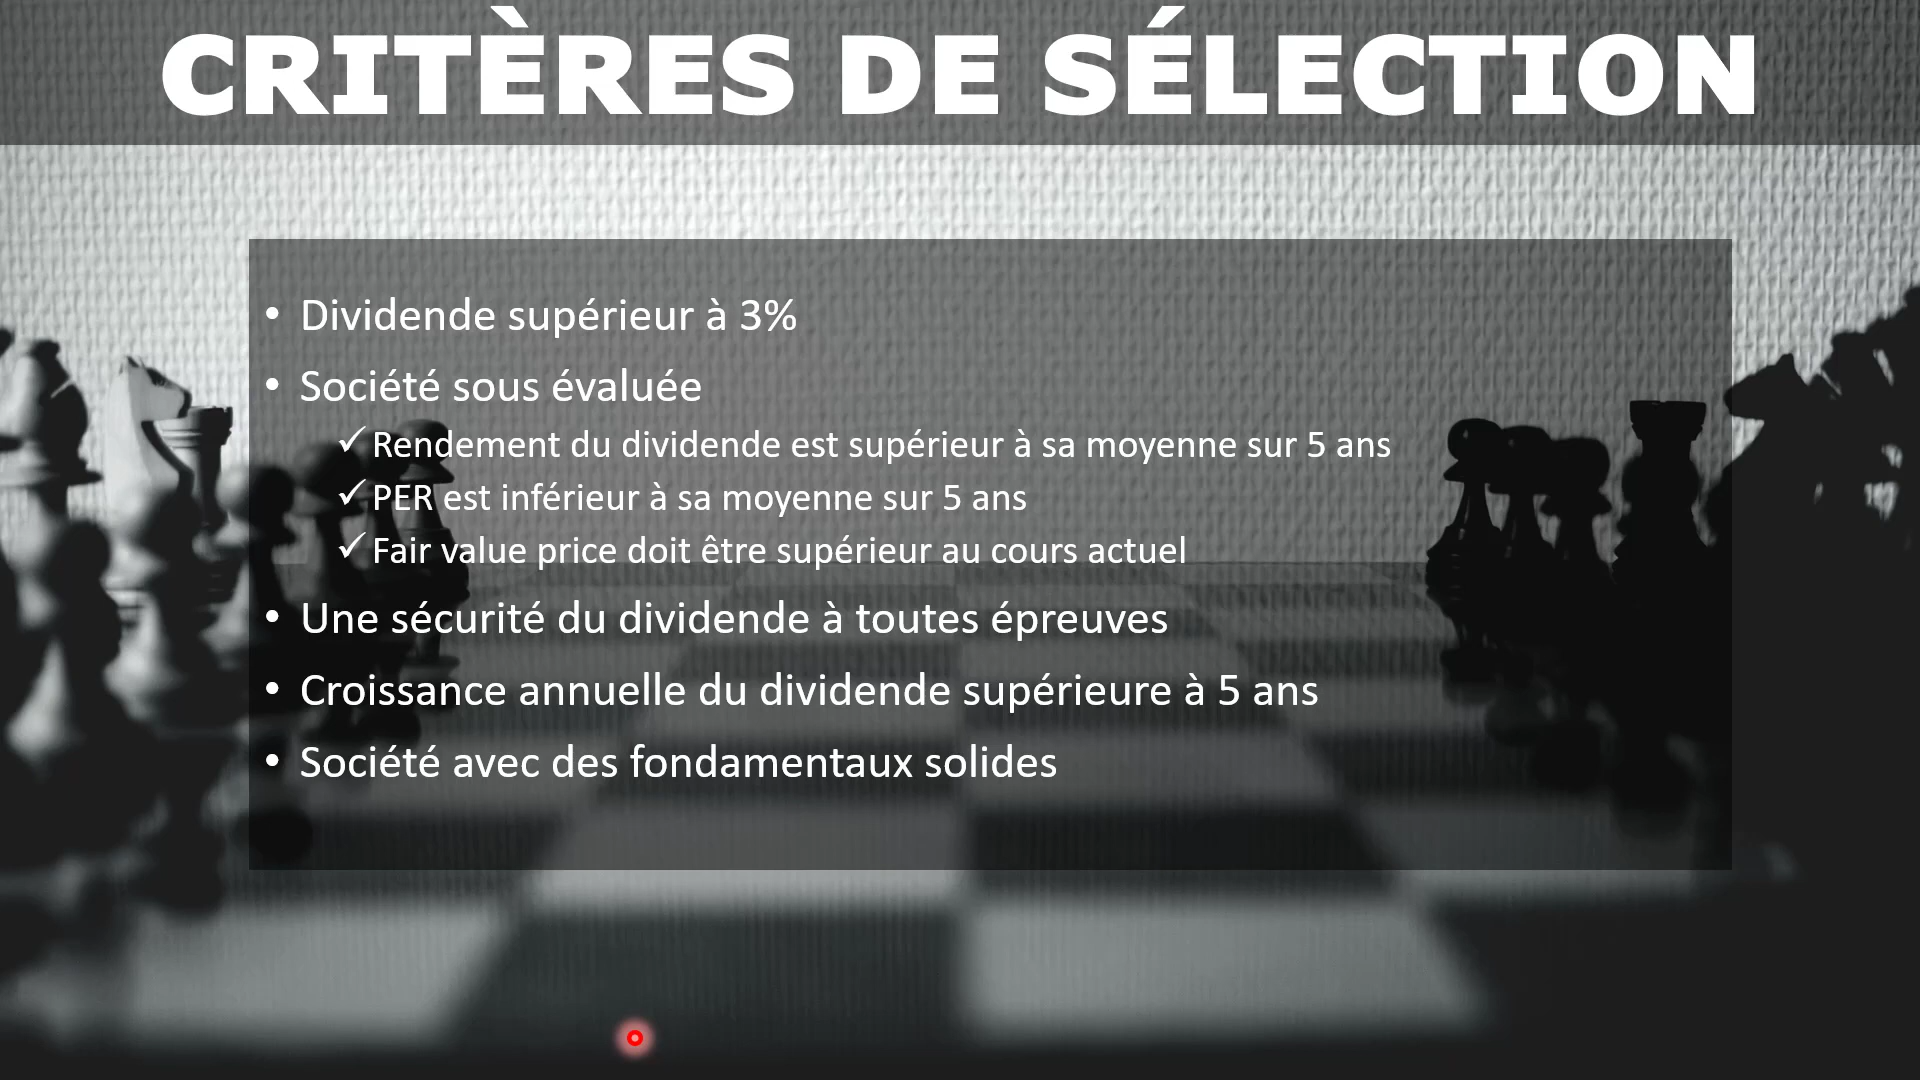 CRITÈRES DE SÉLECTION
• Dividende supérieur à 3%
• Société sous évaluée
✓ Rendement du dividende est supérieur à sa moyenne sur 5 ans
✓ PER est inférieur à sa moyenne sur 5 ans
✓ Fair value price doit être supérieur au cours actuel
• Une sécurité du dividende à toutes épreuves
• Croissance annuelle du dividende supérieure à 5 ans
• Société avec des fondamentaux solides